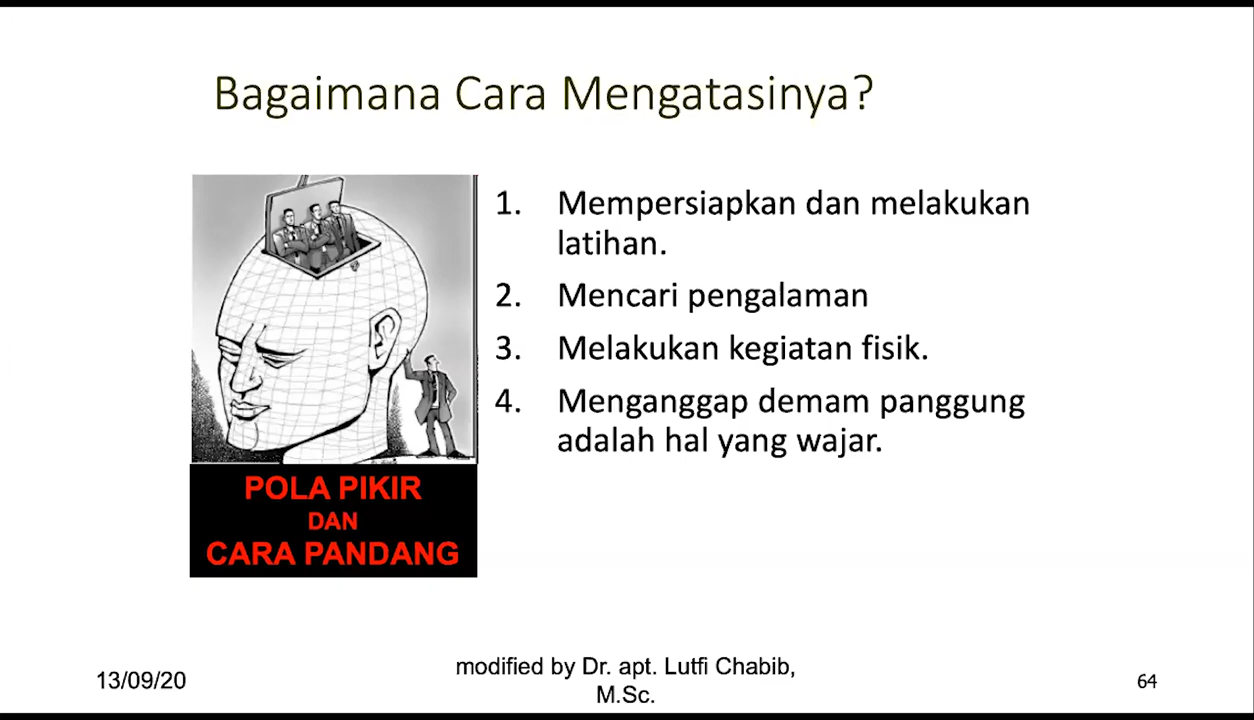 Bagaimana Cara Mengatasinya?
1. Mempersiapkan dan melakukan
latihan.
2. Mencari pengalaman
3. Melakukan kegiatan fisik.
4. Menganggap demam panggung
adalah hal yang wajar.
POLA PIKIR
DAN
CARA PANDANG
13/09/20
modified by Dr. apt. Lutfi Chabib,
M.Sc.
64